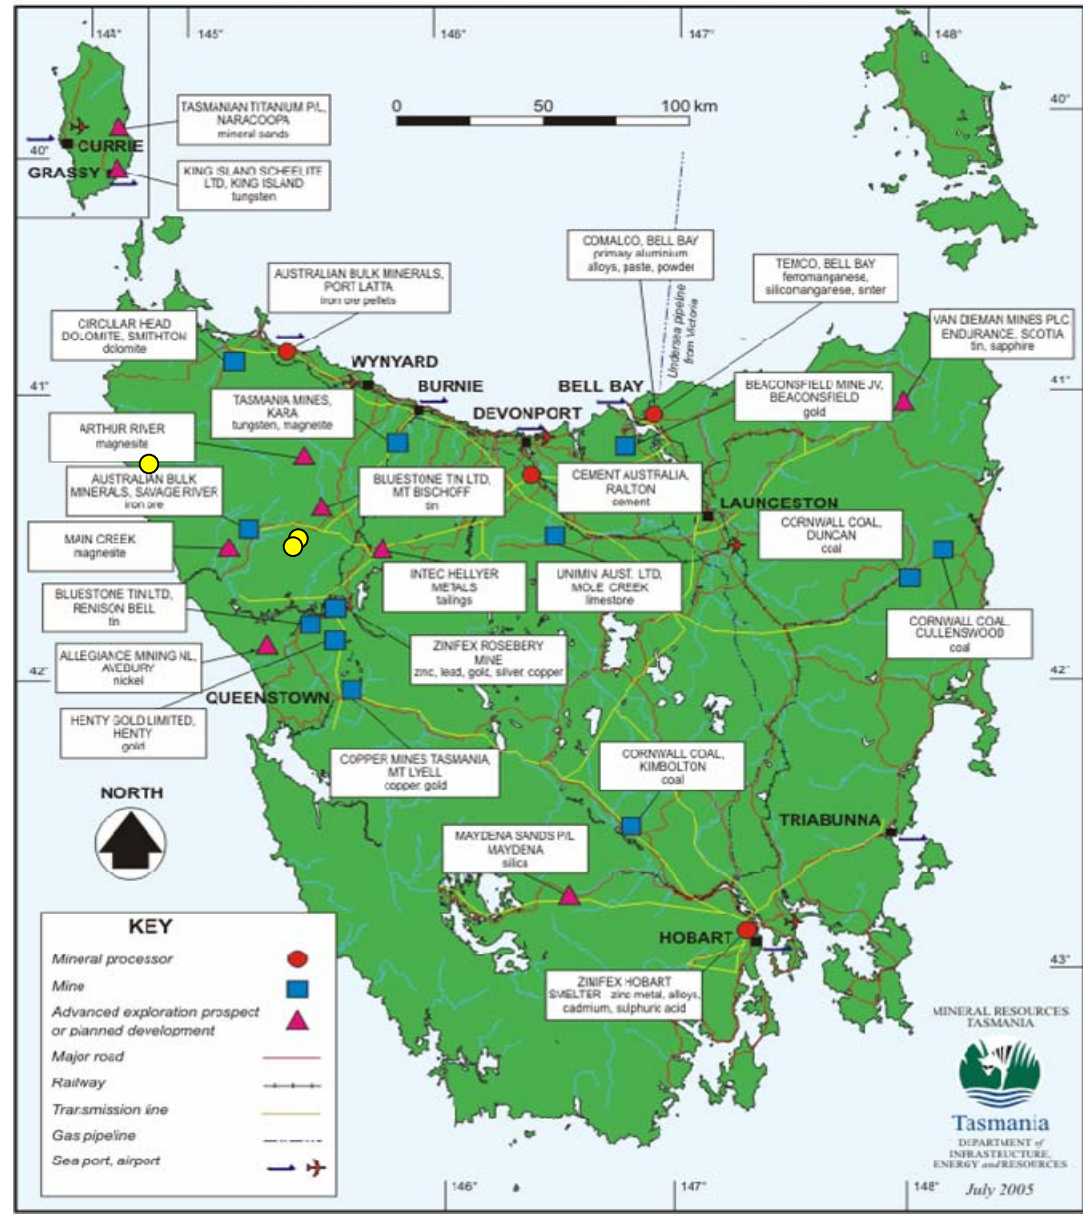 144° 145° 146° 147° 148°
0 50 100 km
40°
40°
TASMANIAN TITANIUM P/L,
NARACOOPA
mineral sands
CURRIE
GRASSY
KING ISLAND SCHEELITE
LTD, KING ISLAND
tungsten
COMALCO, BELL BAY
primary aluminium
alloys, paste, powder
TEMCO, BELL BAY
ferromanganese,
siliconangarese, snter
AUSTRALIAN BULK MINERALS,
PORT LATTA
iron ore pellets
Undersea pipeline
from Victoria
VAN DIEMAN MINES PLC
ENDURANCE, SCOTIA
tin, sapphire
CIRCULAR HEAD
DOLOMITE, SMITHTON
dolomite
WYNYARD
BURNIE
BELL BAY
DEVONPORT
41°
41°
TASMANIA MINES,
KARA
tungsten, magnetite
BEACONSFIELD MINE JV,
BEACONSFIELD
gold
ARTHUR RIVER
magnesite
AUSTRALIAN BULK
MINERALS, SAVAGE RIVER
iron ore
BLUESTONE TIN LTD,
MT BISCHOFF
tin
CEMENT AUSTRALIA,
RAILTON
cement
LAUNCESTON
CORNWALL COAL,
DUNCAN
coal
MAIN CREEK
magnesite
INTEC HELLYER
METALS
tailings
UNIMIN AUST. LTD,
MOLE CREEK
limestore
BLUESTONE TIN LTD,
RENISON BELL
tin
CORNWALL COAL,
CULLENSWOOD
coal
ALLEGIANCE MINING NL,
AVEBURY
nickel
ZINIFEX ROSEBERY
MINE
zinc, lead, gold, silver copper
42°
42°
QUEENSTOWN
HENTY GOLD LIMITED,
HENTY
gold
COPPER MINES TASMANIA,
MT LYELL
copper, gold
CORNWALL COAL,
KIMBOLTON
coal
NORTH
TRIABUNNA
MAYDENA SANDS P/L
MAYDENA
silica
HOBART
43°
ZINIFEX HOBART
SMELTER zinc metal, alloys,
cadmium, sulphuric acid
KEY
Mineral processor
Mine
Advanced exploration prospect
or planned development
Major road
Railway
Transmission line
Gas pipeline
Sea port, airport
MINERAL RESOURCES
TASMANIA
Tasmania
DEPARTMENT of
INFRASTRUCTURE,
ENERGY and RESOURCES
July 2005
146° 147° 148°